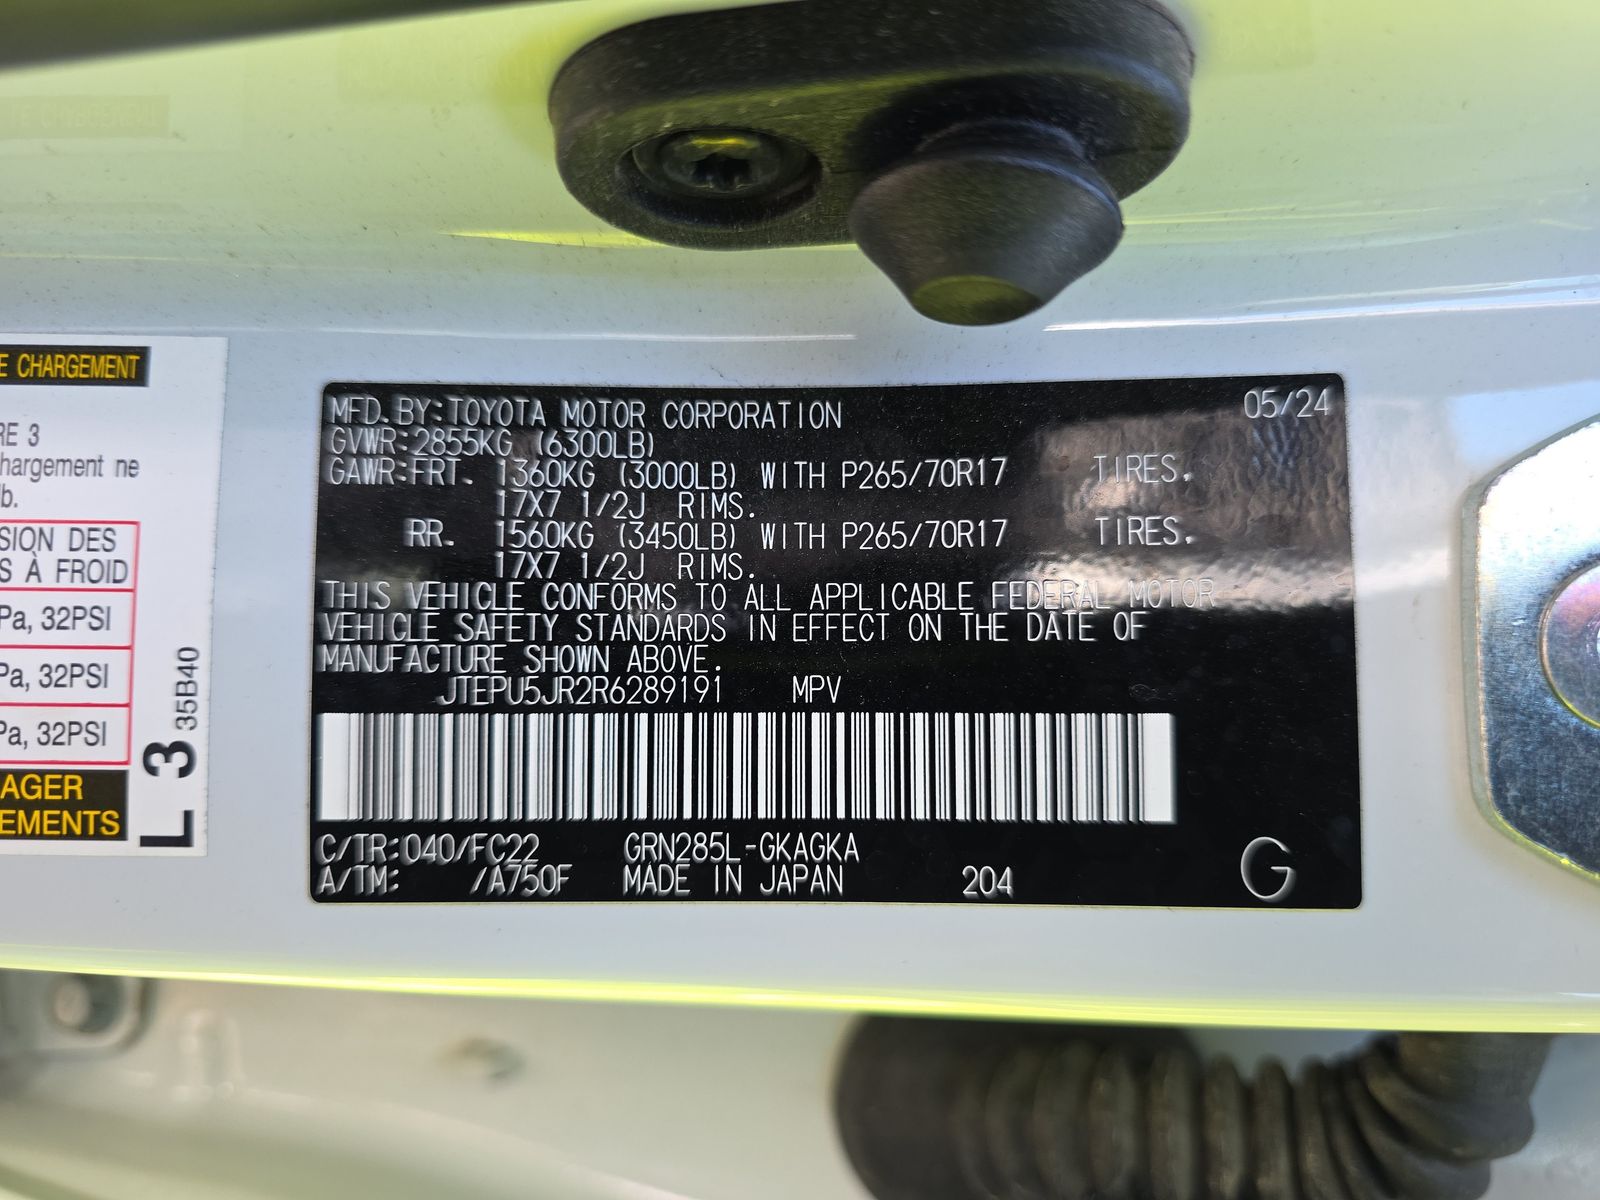 E CHARGEMENT
RE 3
hargement ne
lb.
SION DES
S À FROID
Pa, 32PSI
Pa, 32PSI
Pa, 32PSI
AGER
EMENTS
L 3 35B40
MFD.BY:TOYOTA MOTOR CORPORATION 05/24
GVWR:2855KG (6300LB)
GAWR:FRT. 1360KG (3000LB) WITH P265/70R17 TIRES.
17X7 1/2J RIMS.
RR. 1560KG (3450LB) WITH P265/70R17 TIRES.
17X7 1/2J RIMS.
THIS VEHICLE CONFORMS TO ALL APPLICABLE FEDERAL MOTOR
VEHICLE SAFETY STANDARDS IN EFFECT ON THE DATE OF
MANUFACTURE SHOWN ABOVE.
JTEPU5JR2R6289191 MPV
C/TR:040/FC22 GRN285L-GKAGKA
A/TM: /A750F MADE IN JAPAN 204 G